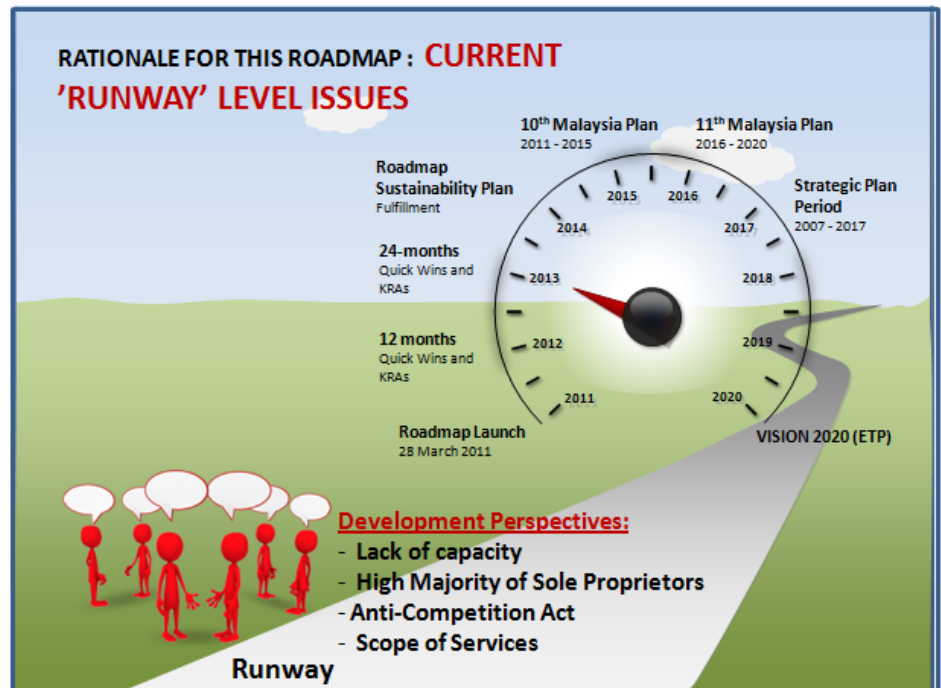 RATIONALE FOR THIS ROADMAP : CURRENT
’RUNWAY’ LEVEL ISSUES
10th Malaysia Plan
2011 - 2015
11th Malaysia Plan
2016 - 2020
Roadmap
Sustainability Plan
Fulfillment
Strategic Plan
Period
2007 - 2017
24-months
Quick Wins and
KRAs
12 months
Quick Wins and
KRAs
Roadmap Launch
28 March 2011
2011
2012
2013
2014
2015
2016
2017
2018
2019
2020
VISION 2020 (ETP)
Development Perspectives:
- Lack of capacity
- High Majority of Sole Proprietors
- Anti-Competition Act
- Scope of Services
Runway